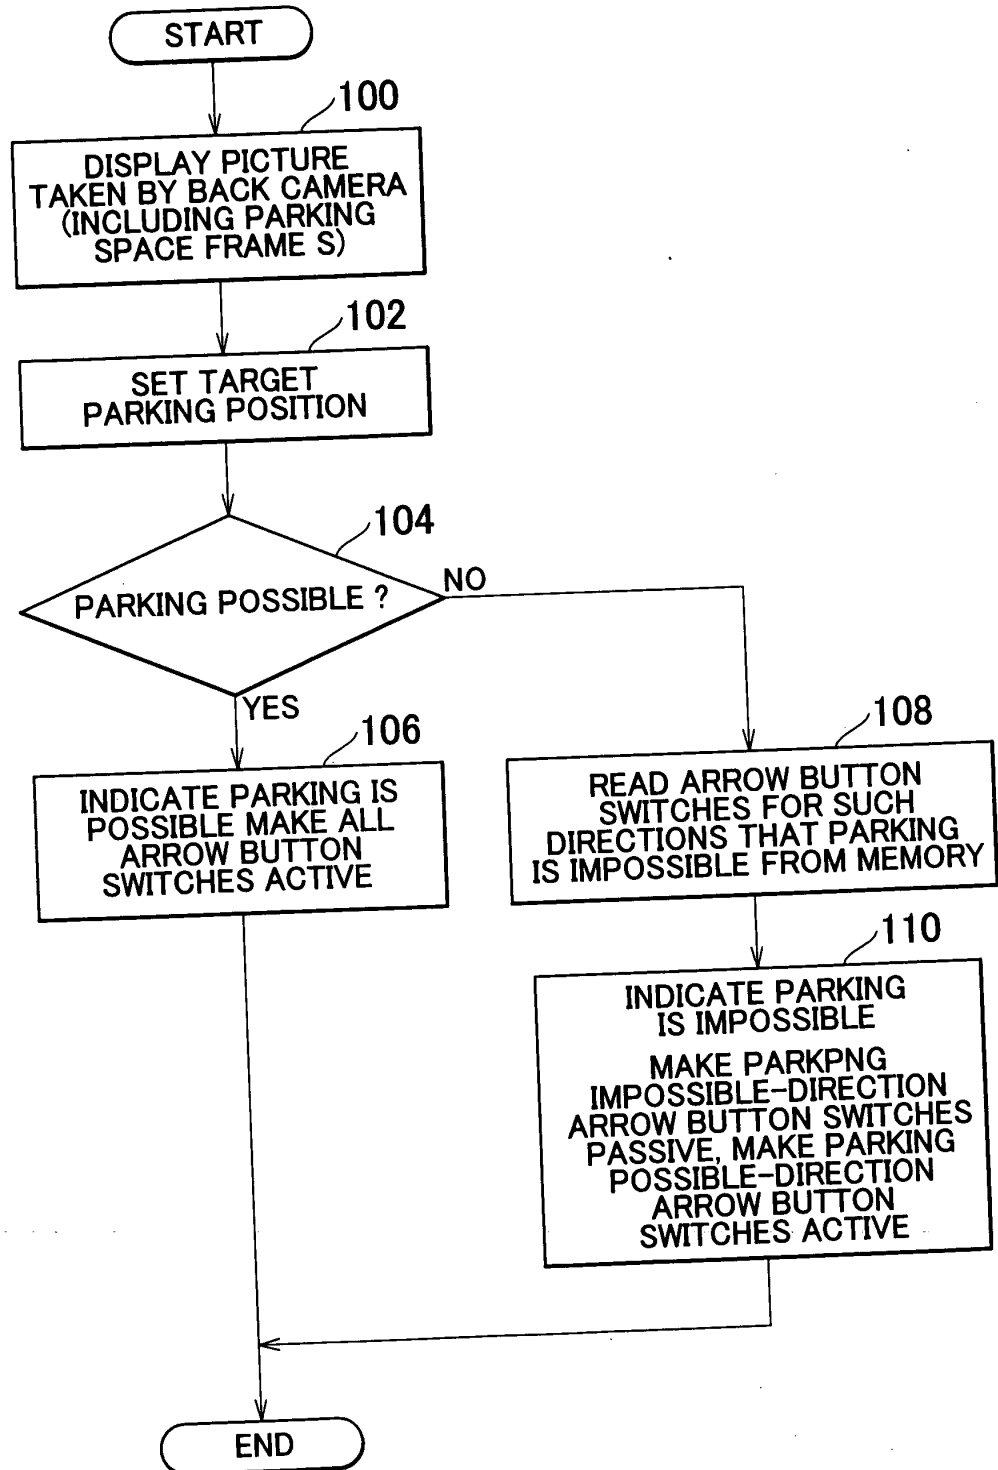 START
100
DISPLAY PICTURE
TAKEN BY BACK CAMERA
(INCLUDING PARKING
SPACE FRAME S)
102
SET TARGET
PARKING POSITION
104
PARKING POSSIBLE ?
NO
YES
106
INDICATE PARKING IS
POSSIBLE MAKE ALL
ARROW BUTTON
SWITCHES ACTIVE
108
READ ARROW BUTTON
SWITCHES FOR SUCH
DIRECTIONS THAT PARKING
IS IMPOSSIBLE FROM MEMORY
110
INDICATE PARKING
IS IMPOSSIBLE
MAKE PARKPNG
IMPOSSIBLE-DIRECTION
ARROW BUTTON SWITCHES
PASSIVE, MAKE PARKING
POSSIBLE-DIRECTION
ARROW BUTTON
SWITCHES ACTIVE
END